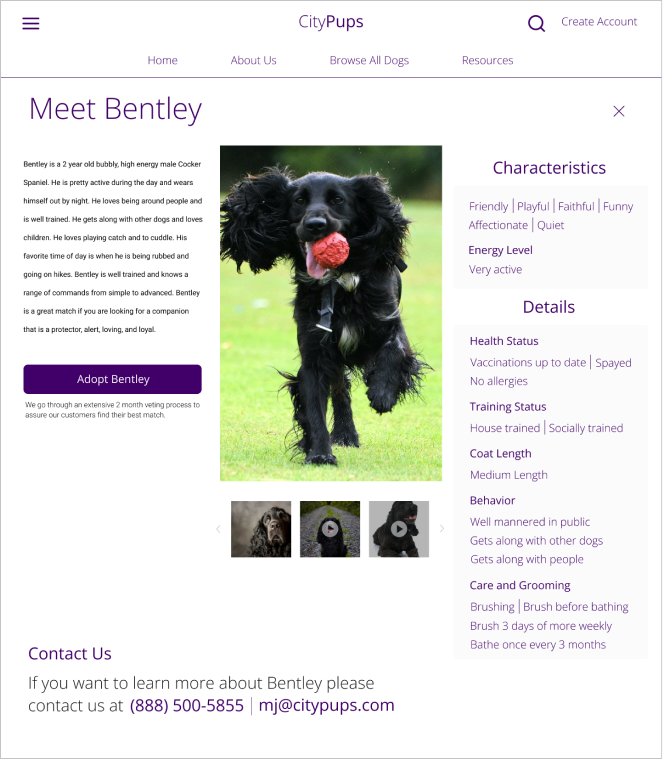 CityPups
Create Account
Home
About Us
Browse All Dogs
Resources
Meet Bentley
Bentley is a 2 year old bubbly, high energy male Cocker
Spaniel. He is pretty active during the day and wears
himself out by night. He loves being around people and
is well trained. He gets along with other dogs and loves
children. He loves playing catch and to cuddle. His
favorite time of day is when he is being rubbed and
going on hikes. Bentley is well trained and knows a
range of commands from simple to advanced. Bentley
is a great match if you are looking for a companion
that is a protector, alert, loving, and loyal.
Adopt Bentley
We go through an extensive 2 month veting process to
assure our customers find their best match.
Characteristics
Friendly | Playful | Faithful | Funny
Affectionate | Quiet
Energy Level
Very active
Details
Health Status
Vaccinations up to date | Spayed
No allergies
Training Status
House trained | Socially trained
Coat Length
Medium Length
Behavior
Well mannered in public
Gets along with other dogs
Gets along with people
Care and Grooming
Brushing | Brush before bathing
Brush 3 days of more weekly
Bathe once every 3 months
Contact Us
If you want to learn more about Bentley please
contact us at (888) 500-5855 | mj@citypups.com